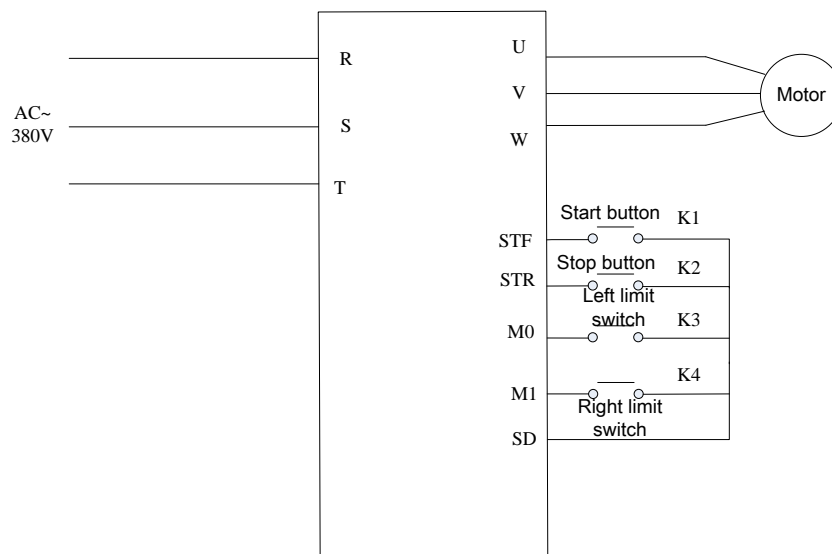 R
U
V
Motor
AC~
380V
S
W
T
Start button
K1
STF
Stop button
K2
STR
Left limit
switch
K3
M0
K4
M1
Right limit
switch
SD